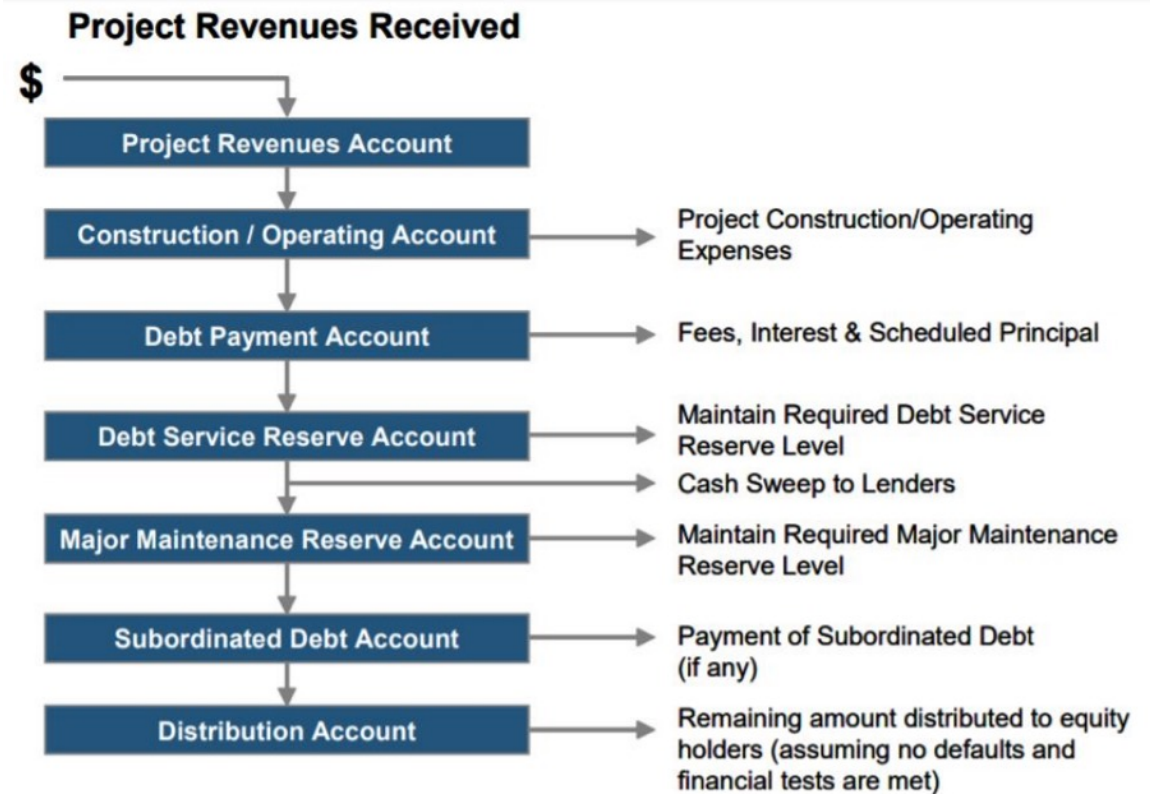 Project Revenues Received
$
Project Revenues Account
Construction / Operating Account
Project Construction/Operating
Expenses
Debt Payment Account
Fees, Interest & Scheduled Principal
Debt Service Reserve Account
Maintain Required Debt Service
Reserve Level
Cash Sweep to Lenders
Major Maintenance Reserve Account
Maintain Required Major Maintenance
Reserve Level
Subordinated Debt Account
Payment of Subordinated Debt
(if any)
Distribution Account
Remaining amount distributed to equity
holders (assuming no defaults and
financial tests are met)